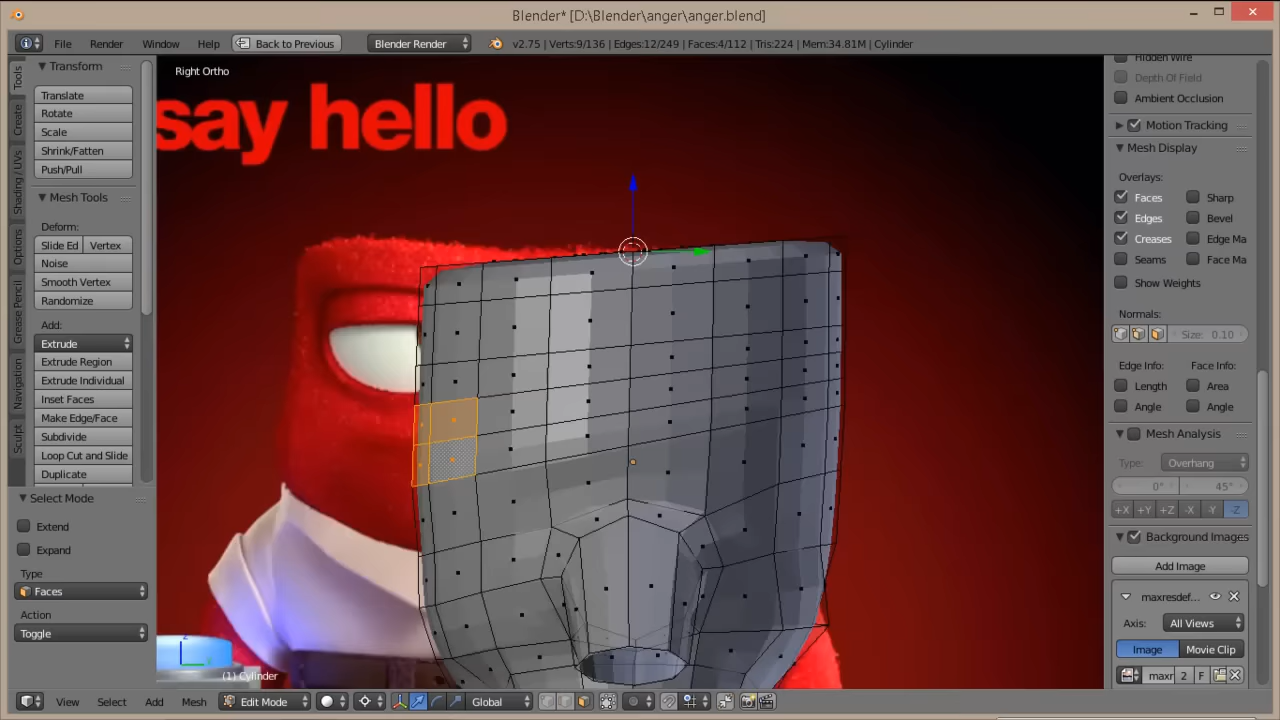 Blender* [D:\Blender\anger\anger.blend]
File Render Window Help Back to Previous Blender Render v2.75 | Verts:9/136 | Edges:12/249 | Faces:4/112 | Tris:224 | Mem:34.81M | Cylinder
Tools
Create
Shading / UVs
Options
Grease Pencil
Navigation
Sculpt
Transform
Translate
Rotate
Scale
Shrink/Fatten
Push/Pull
Mesh Tools
Deform:
Slide Ed Vertex
Noise
Smooth Vertex
Randomize
Add:
Extrude
Extrude Region
Extrude Individual
Inset Faces
Make Edge/Face
Subdivide
Loop Cut and Slide
Duplicate
Select Mode
Extend
Expand
Type
Faces
Action
Toggle
Right Ortho
say hello
(1) Cylinder
Hidden Wire
Depth Of Field
Ambient Occlusion
Motion Tracking
Mesh Display
Overlays:
Faces Sharp
Edges Bevel
Creases Edge Ma
Seams Face Ma
Show Weights
Normals:
Size: 0.10
Edge Info: Face Info:
Length Area
Angle Angle
Mesh Analysis
Type: Overhang
0° 45°
+X +Y +Z -X -Y -Z
Background Images
Add Image
maxresdef...
Axis: All Views
Image Movie Clip
maxr 2 F
View Select Add Mesh Edit Mode Global